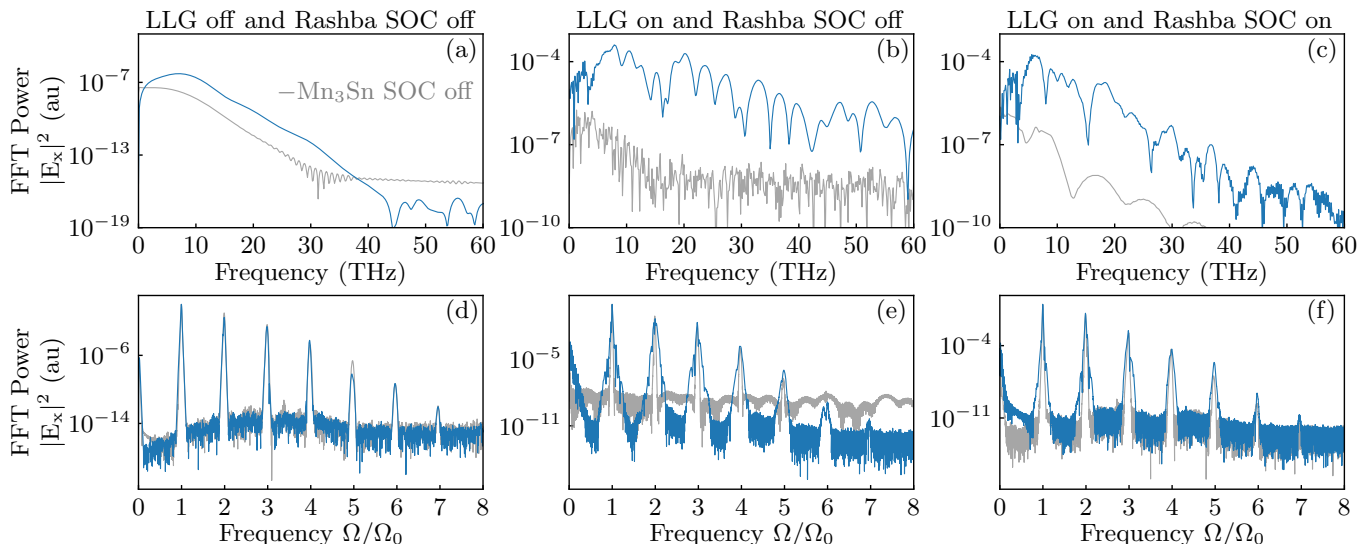 LLG off and Rashba SOC off
LLG on and Rashba SOC off
LLG on and Rashba SOC on
(a)
(b)
(c)
−Mn₃Sn SOC off
FFT Power
|Eₓ|² (au)
10⁻⁷
10⁻¹³
10⁻¹⁹
10⁻⁴
10⁻⁷
10⁻¹⁰
10⁻⁴
10⁻⁷
10⁻¹⁰
0 10 20 30 40 50 60
0 10 20 30 40 50 60
0 10 20 30 40 50 60
Frequency (THz)
Frequency (THz)
Frequency (THz)
(d)
(e)
(f)
FFT Power
|Eₓ|² (au)
10⁻⁶
10⁻¹⁴
10⁻⁵
10⁻¹¹
10⁻⁴
10⁻¹¹
0 1 2 3 4 5 6 7 8
0 1 2 3 4 5 6 7 8
0 1 2 3 4 5 6 7 8
Frequency Ω/Ω₀
Frequency Ω/Ω₀
Frequency Ω/Ω₀